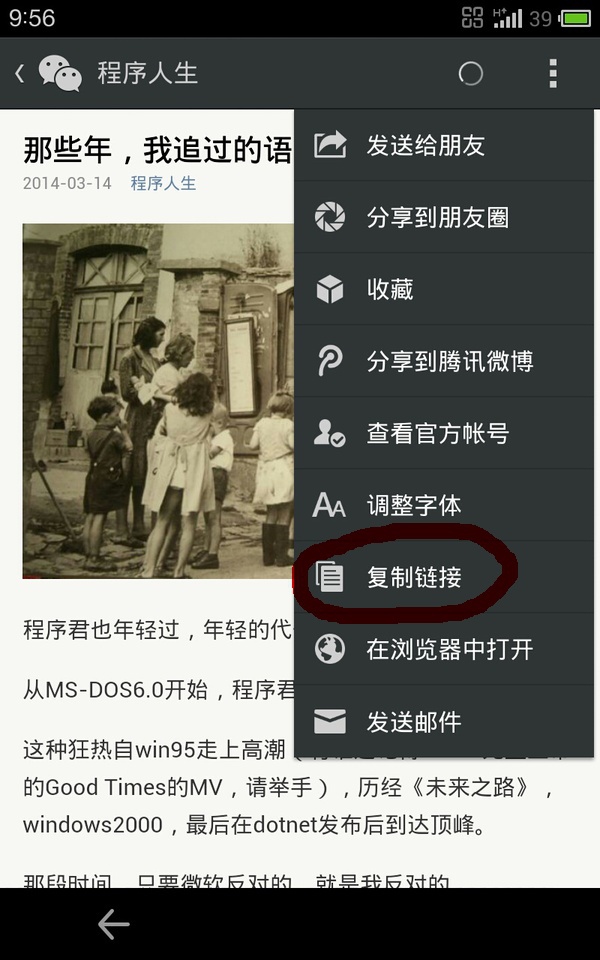 9:56
H+
39
程序人生
那些年，我追过的语
2014-03-14 程序人生
发送给朋友
分享到朋友圈
收藏
分享到腾讯微博
查看官方帐号
调整字体
复制链接
在浏览器中打开
发送邮件
程序君也年轻过，年轻的代
从MS-DOS6.0开始，程序君
这种狂热自win95走上高潮（
的Good Times的MV，请举手），历经《未来之路》，
windows2000，最后在dotnet发布后到达顶峰。
那段时间，只要微软反对的，就是我反对的